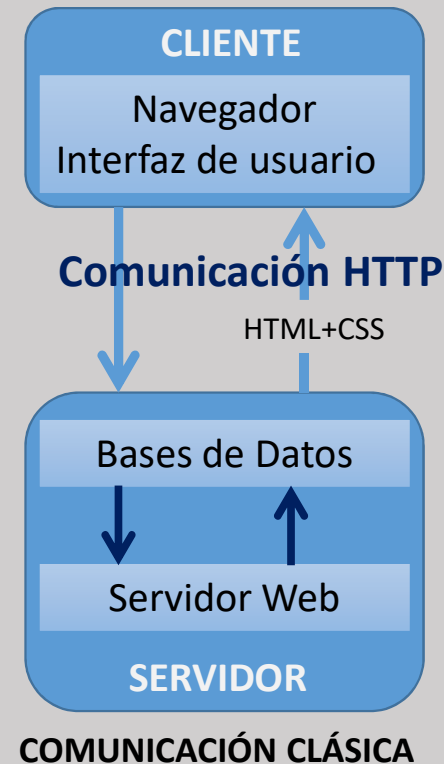 CLIENTE
Navegador
Interfaz de usuario
Comunicación HTTP
HTML+CSS
Bases de Datos
Servidor Web
SERVIDOR
COMUNICACIÓN CLÁSICA